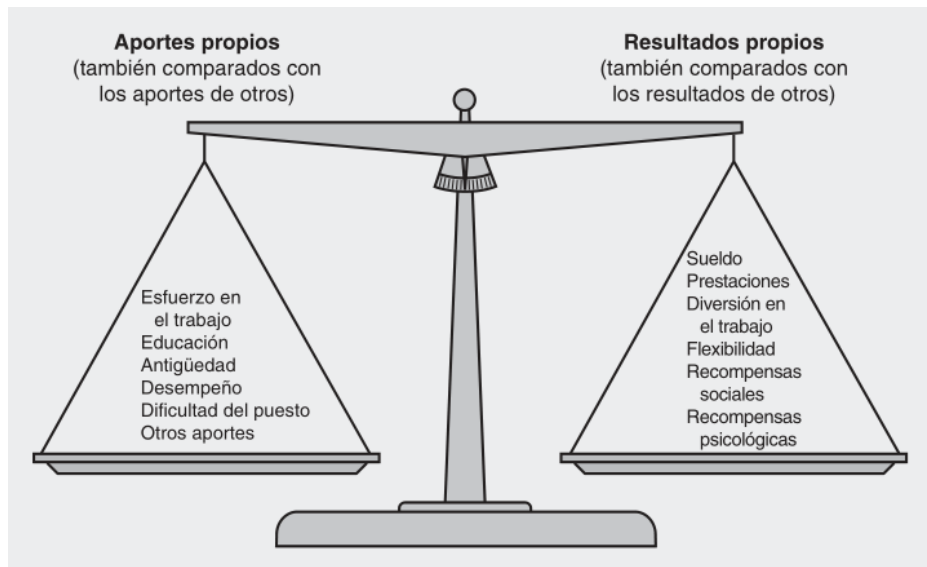 Aportes propios
(también comparados con
los aportes de otros)
Resultados propios
(también comparados con
los resultados de otros)
Esfuerzo en
el trabajo
Educación
Antigüedad
Desempeño
Dificultad del puesto
Otros aportes
Sueldo
Prestaciones
Diversión en
el trabajo
Flexibilidad
Recompensas
sociales
Recompensas
psicológicas